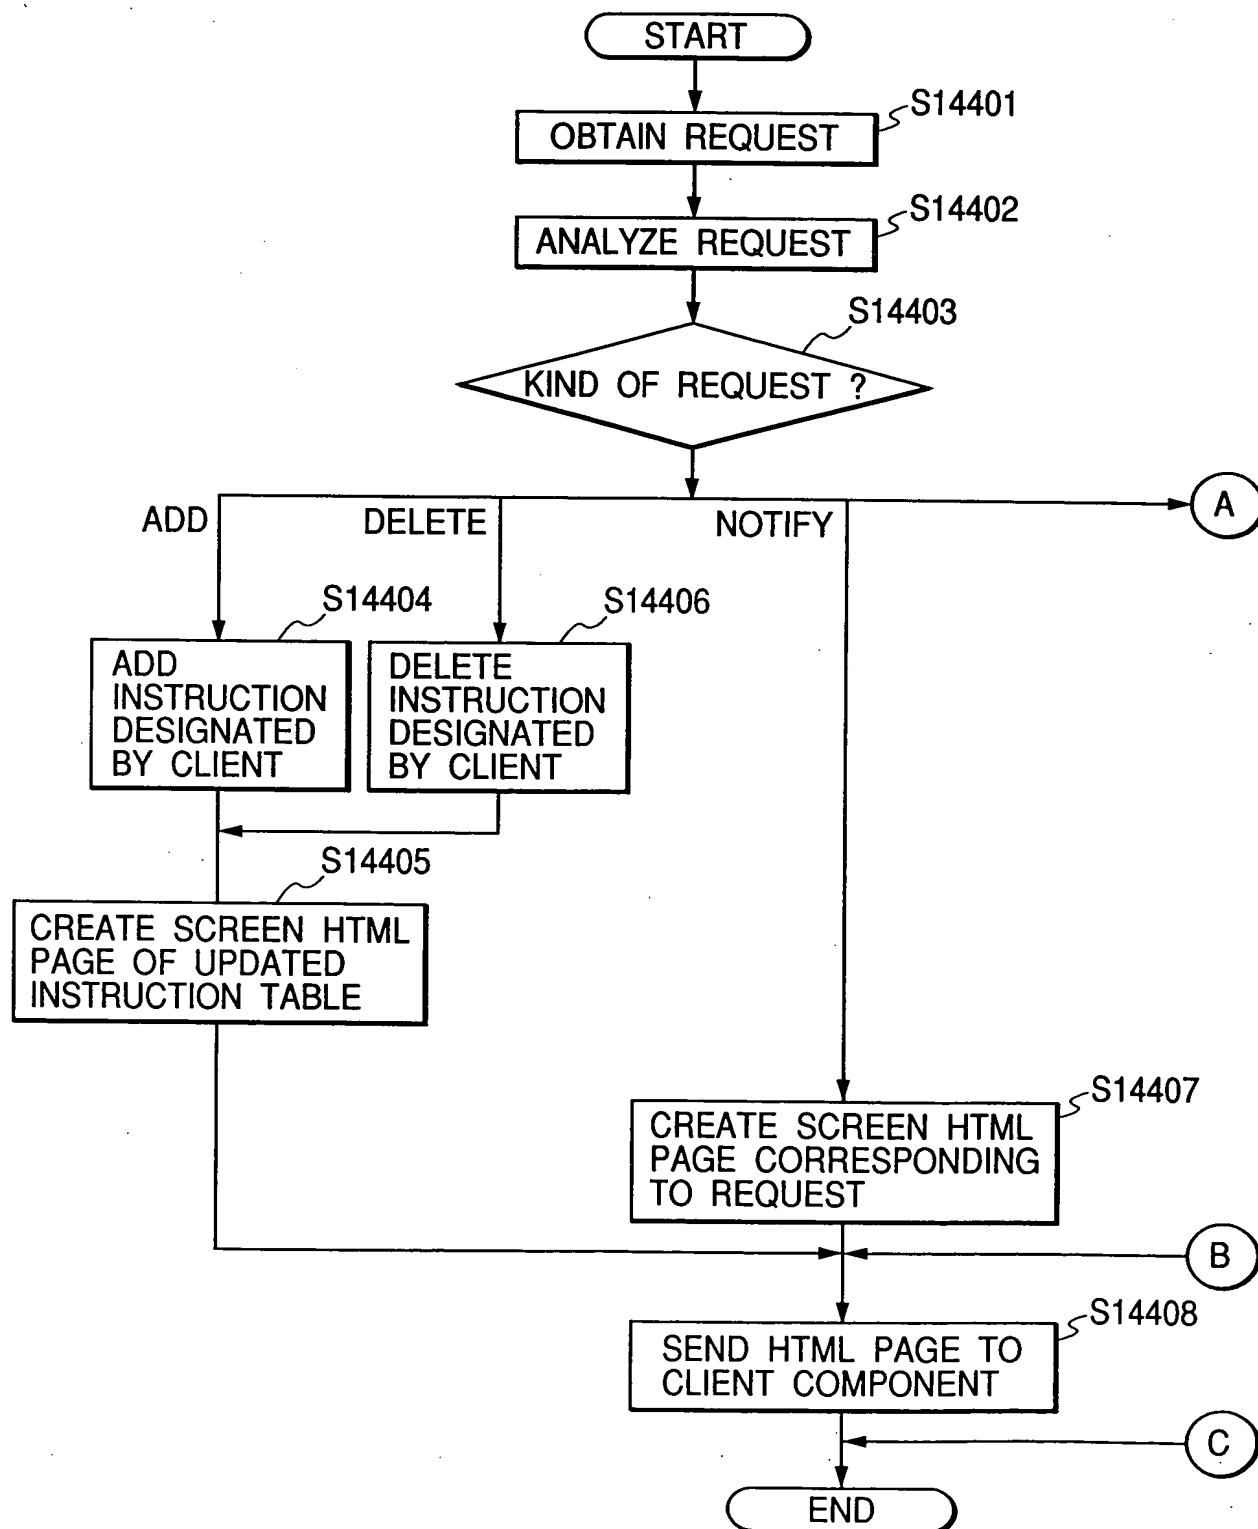 START
S14401
OBTAIN REQUEST
S14402
ANALYZE REQUEST
S14403
KIND OF REQUEST ?
A
ADD
DELETE
NOTIFY
S14404
S14406
ADD
INSTRUCTION
DESIGNATED
BY CLIENT
DELETE
INSTRUCTION
DESIGNATED
BY CLIENT
S14405
CREATE SCREEN HTML
PAGE OF UPDATED
INSTRUCTION TABLE
S14407
CREATE SCREEN HTML
PAGE CORRESPONDING
TO REQUEST
B
S14408
SEND HTML PAGE TO
CLIENT COMPONENT
C
END